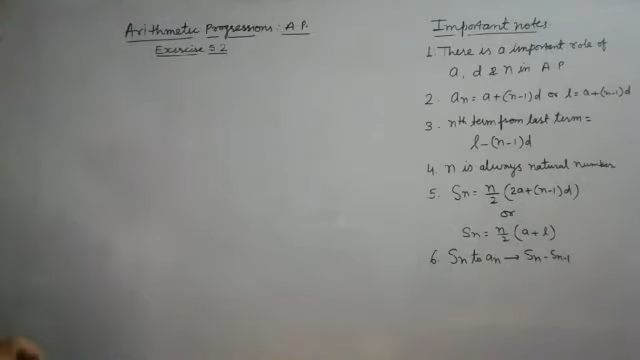 Arithmetic Progressions: A.P.
Exercise 5.2
Important notes
1. There is a important role of
a, d & n in A P
2. an = a+(n-1)d or l = a+(n-1)d
3. nth term from last term =
l-(n-1)d
4. n is always natural number
5. Sn = n/2 (2a+(n-1)d)
or
Sn = n/2 (a+l)
6. Sn to an → Sn-Sn-1